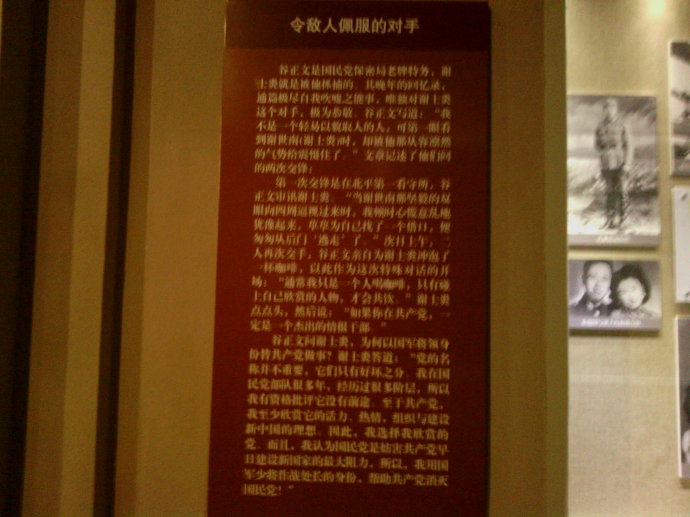 令敌人佩服的对手
谷正文是国民党保密局老牌特务，谢
士炎就是被他抓捕的。其晚年的回忆录，
通篇极尽自我吹嘘之能事，唯独对谢士炎
这个对手，极为恭敬。谷正文写道：“我
不是一个轻易以貌取人的人，可第一眼看
到谢世南(谢士炎)时，却被他那从容凛然
的气势给震慑住了。”文章记述了他们间
的两次交锋：
第一次交锋是在北平第一看守所，谷
正文审讯谢士炎。“当谢世南那坚毅的双
眼向四周逼视过来时，我顿时心慌意乱地
犹豫起来，草草为自己找了一个借口，便
匆匆从后门‘逃走’了。”次日上午，二
人再次交手，谷正文亲自为谢士炎冲泡了
一杯咖啡，以此作为这次特殊对话的开
场：“通常我只是一个人喝咖啡，只有碰
上自己欣赏的人物，才会共饮。”谢士炎
点点头，然后说：“如果你在共产党，一
定是一个杰出的情报干部。”
谷正文问谢士炎，为何以国军将领身
份替共产党做事？谢士炎答道：“党的名
称并不重要，它们只有好坏之分。我在国
民党部队很多年，经历过很多阶层，所以
我有资格批评它没有前途。至于共产党，
我至少欣赏它的活力、热情、组织与建设
新中国的理想。因此，我选择我欣赏的
党。而且，我认为国民党是妨害共产党早
日建设新国家的最大阻力，所以，我用国
军少将作战处长的身份，帮助共产党消灭
国民党！”